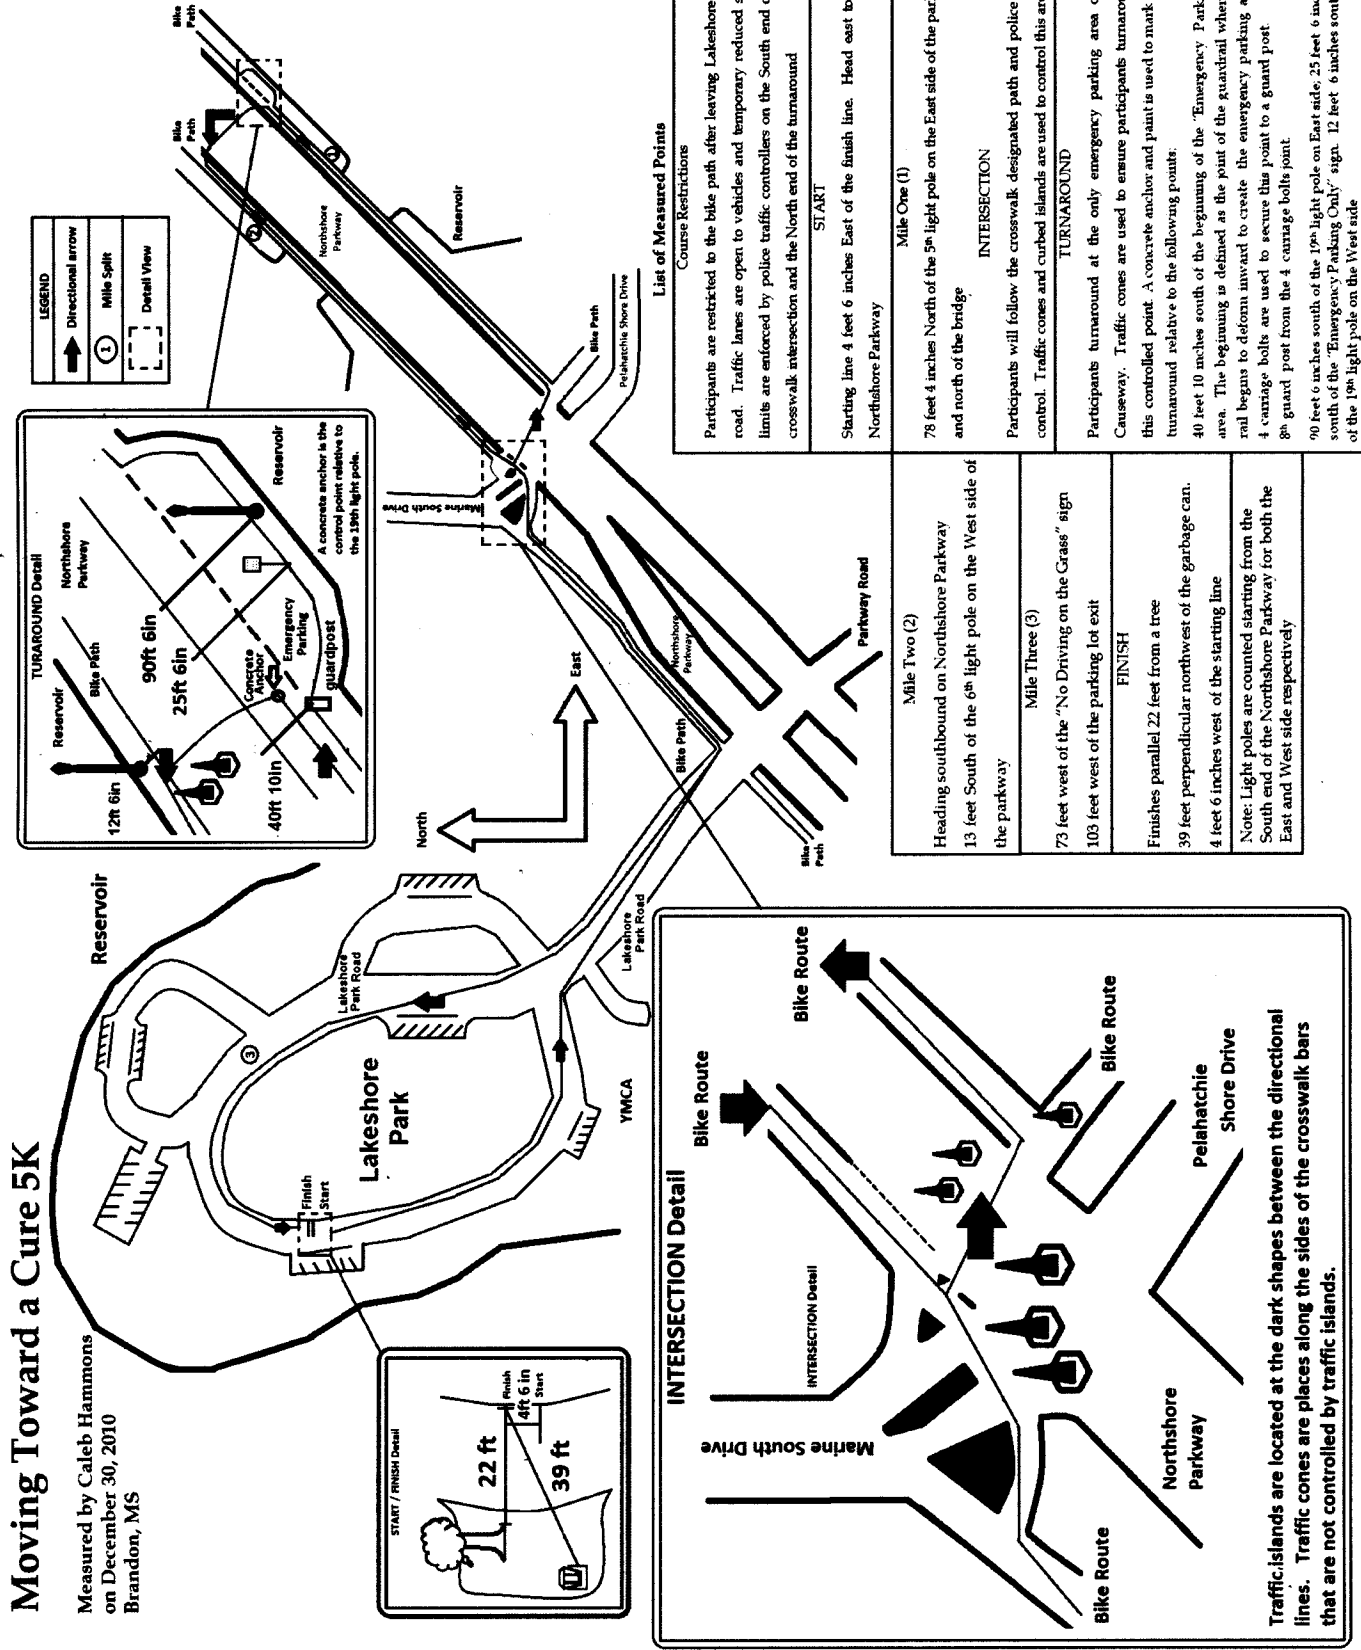 Moving Toward a Cure 5K
Measured by Caleb Hammons
on December 30, 2010
Brandon, MS
Reservoir
Lakeshore
Park Road
Lakeshore
Park
3
Finish
Start
YMCA
Lakeshore
Park Road
START / FINISH Detail
22 ft
Finish
4ft 6 in
Start
39 ft
TURAROUND Detail
Reservoir
Bike Path
Northshore
Parkway
12ft 6in
90ft 6in
25ft 6in
40ft 10in
Concrete
Anchor
Emergency
Parking
guardpost
Reservoir
A concrete anchor is the
control point relative to
the 19th light pole.
LEGEND
Directional arrow
1
Mile Split
Detail View
North
East
Bike Path
Bike
Path
Northshore
Parkway
Parkway Road
Marine South Drive
Bike Path
Pelahatchie Shore Drive
Reservoir
Northshore
Parkway
2
1
Bike
Path
Bike
Path
INTERSECTION Detail
Marine South Drive
INTERSECTION Detail
Bike Route
Bike Route
Bike Route
Bike Route
Pelahatchie
Shore Drive
Northshore
Parkway
Traffic islands are located at the dark shapes between the directional
lines. Traffic cones are places along the sides of the crosswalk bars
that are not controlled by traffic islands.
List of Measured Points
Course Restrictions
Participants are restricted to the bike path after leaving Lakeshore
road. Traffic lanes are open to vehicles and temporary reduced
limits are enforced by police traffic controllers on the South end
crosswalk intersection and the North end of the turnaround
START
Starting line 4 feet 6 inches East of the finish line. Head east to
Northshore Parkway
Mile One (1)
78 feet 4 inches North of the 5th light pole on the East side of the
and north of the bridge
INTERSECTION
Participants will follow the crosswalk designated path and police
control. Traffic cones and curbed islands are used to control this
TURNAROUND
Participants turnaround at the only emergency parking area
Causeway. Traffic cones are used to ensure participants
this controlled point. A concrete anchor and paint is used to mark
turnaround relative to the following points:
40 feet 10 inches south of the beginning of the "Emergency
area. The beginning is defined as the joint of the guardrail
rail begins to deform inward to create the emergency parking
4 carriage bolts are used to secure this point to a guard post.
8th guard post from the 4 carriage bolts joint.
90 feet 6 inches south of the 19th light pole on East side; 25 feet 6
south of the "Emergency Parking Only" sign. 12 feet 6 inches
of the 19th light pole on the West side
Mile Two (2)
Heading southbound on Northshore Parkway
13 feet South of the 6th light pole on the West side of
the parkway
Mile Three (3)
73 feet west of the "No Driving on the Grass" sign
103 feet west of the parking lot exit
FINISH
Finishes parallel 22 feet from a tree
39 feet perpendicular northwest of the garbage can.
4 feet 6 inches west of the starting line
Note: Light poles are counted starting from the
South end of the Northshore Parkway for both the
East and West side respectively